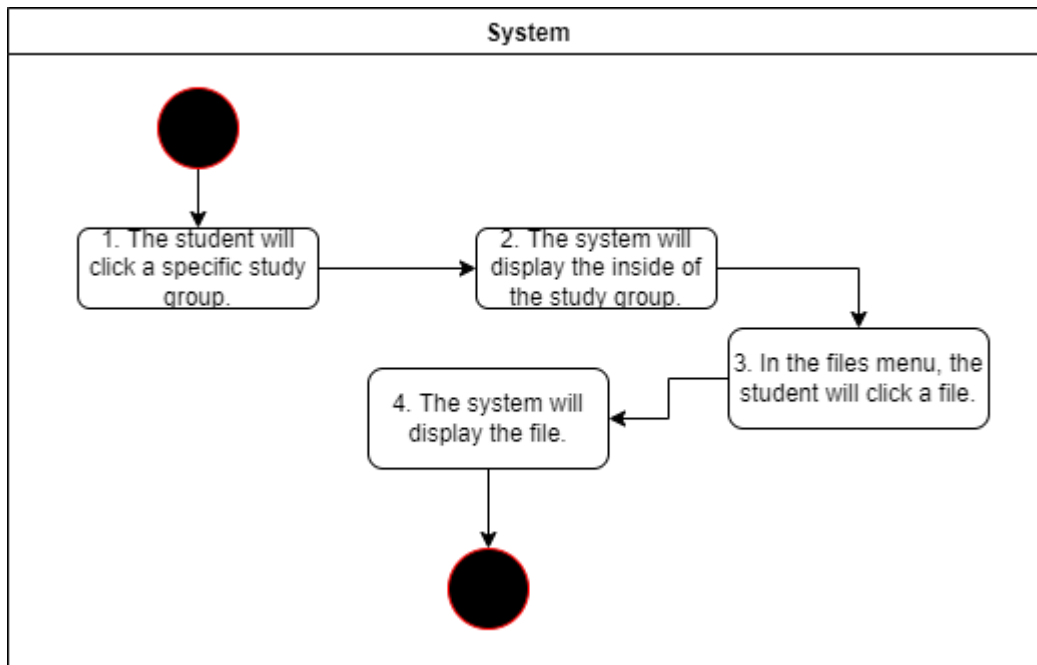 System
1. The student will
click a specific study
group.
2. The system will
display the inside of
the study group.
3. In the files menu, the
student will click a file.
4. The system will
display the file.